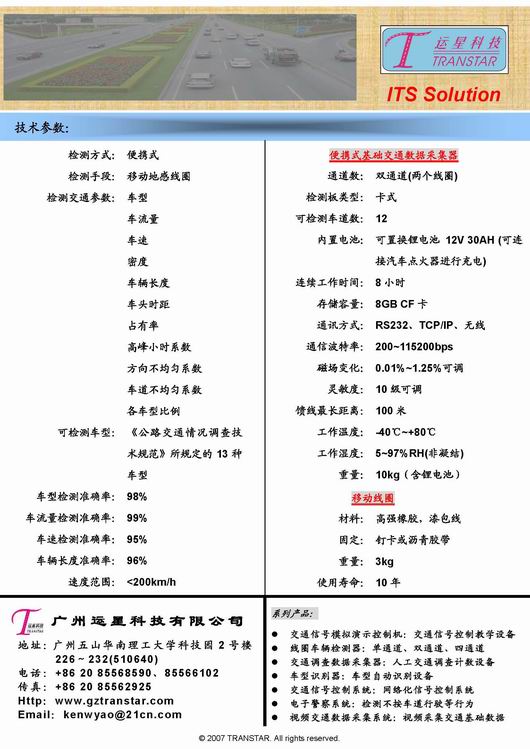 运星科技
TRANSTAR
ITS Solution
技术参数：
检测方式： 便携式
检测手段： 移动地感线圈
检测交通参数： 车型
车流量
车速
密度
车辆长度
车头时距
占有率
高峰小时系数
方向不均匀系数
车道不均匀系数
各车型比例
可检测车型： 《公路交通情况调查技
术规范》所规定的 13 种
车型
车型检测准确率： 98%
车流量检测准确率： 99%
车速检测准确率： 95%
车辆长度准确率： 96%
速度范围： <200km/h
便携式基础交通数据采集器
通道数： 双通道(两个线圈)
检测板类型： 卡式
可检测车道数： 12
内置电池： 可置换锂电池 12V 30AH (可连
接汽车点火器进行充电)
连续工作时间： 8 小时
存储容量： 8GB CF 卡
通讯方式： RS232、TCP/IP、无线
通信波特率： 200~115200bps
磁场变化： 0.01%~1.25%可调
灵敏度： 10 级可调
馈线最长距离： 100 米
工作温度： -40℃~+80℃
工作湿度： 5~97%RH(非凝结)
重量： 10kg（含锂电池）
移动线圈
材料： 高强橡胶，漆包线
固定： 钉卡或沥青胶带
重量： 3kg
使用寿命： 10 年
运星科技
TRANSTAR
广州运星科技有限公司
地址：广州五山华南理工大学科技园 2 号楼
226～232(510640)
电话：+86 20 85568590、85566102
传真：+86 20 85562925
Http: www.gztranstar.com
Email: kenwyao@21cn.com
系列产品：
● 交通信号模拟演示控制机：交通信号控制教学设备
● 线圈车辆检测器：单通道、双通道、四通道
● 交通调查数据采集器：人工交通调查计数设备
● 车型识别器：车型自动识别设备
● 交通信号控制系统：网络化信号控制系统
● 电子警察系统：检测不按车道行驶等行为
● 视频交通数据采集系统：视频采集交通基础数据
© 2007 TRANSTAR. All rights reserved.